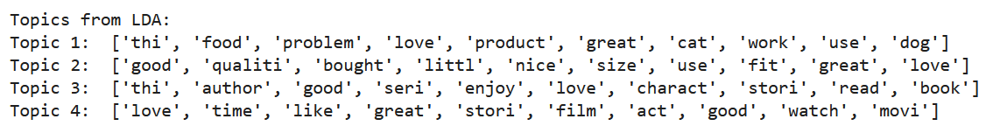 Topics from LDA:
Topic 1:  ['thi', 'food', 'problem', 'love', 'product', 'great', 'cat', 'work', 'use', 'dog']
Topic 2:  ['good', 'qualiti', 'bought', 'littl', 'nice', 'size', 'use', 'fit', 'great', 'love']
Topic 3:  ['thi', 'author', 'good', 'seri', 'enjoy', 'love', 'charact', 'stori', 'read', 'book']
Topic 4:  ['love', 'time', 'like', 'great', 'stori', 'film', 'act', 'good', 'watch', 'movi']